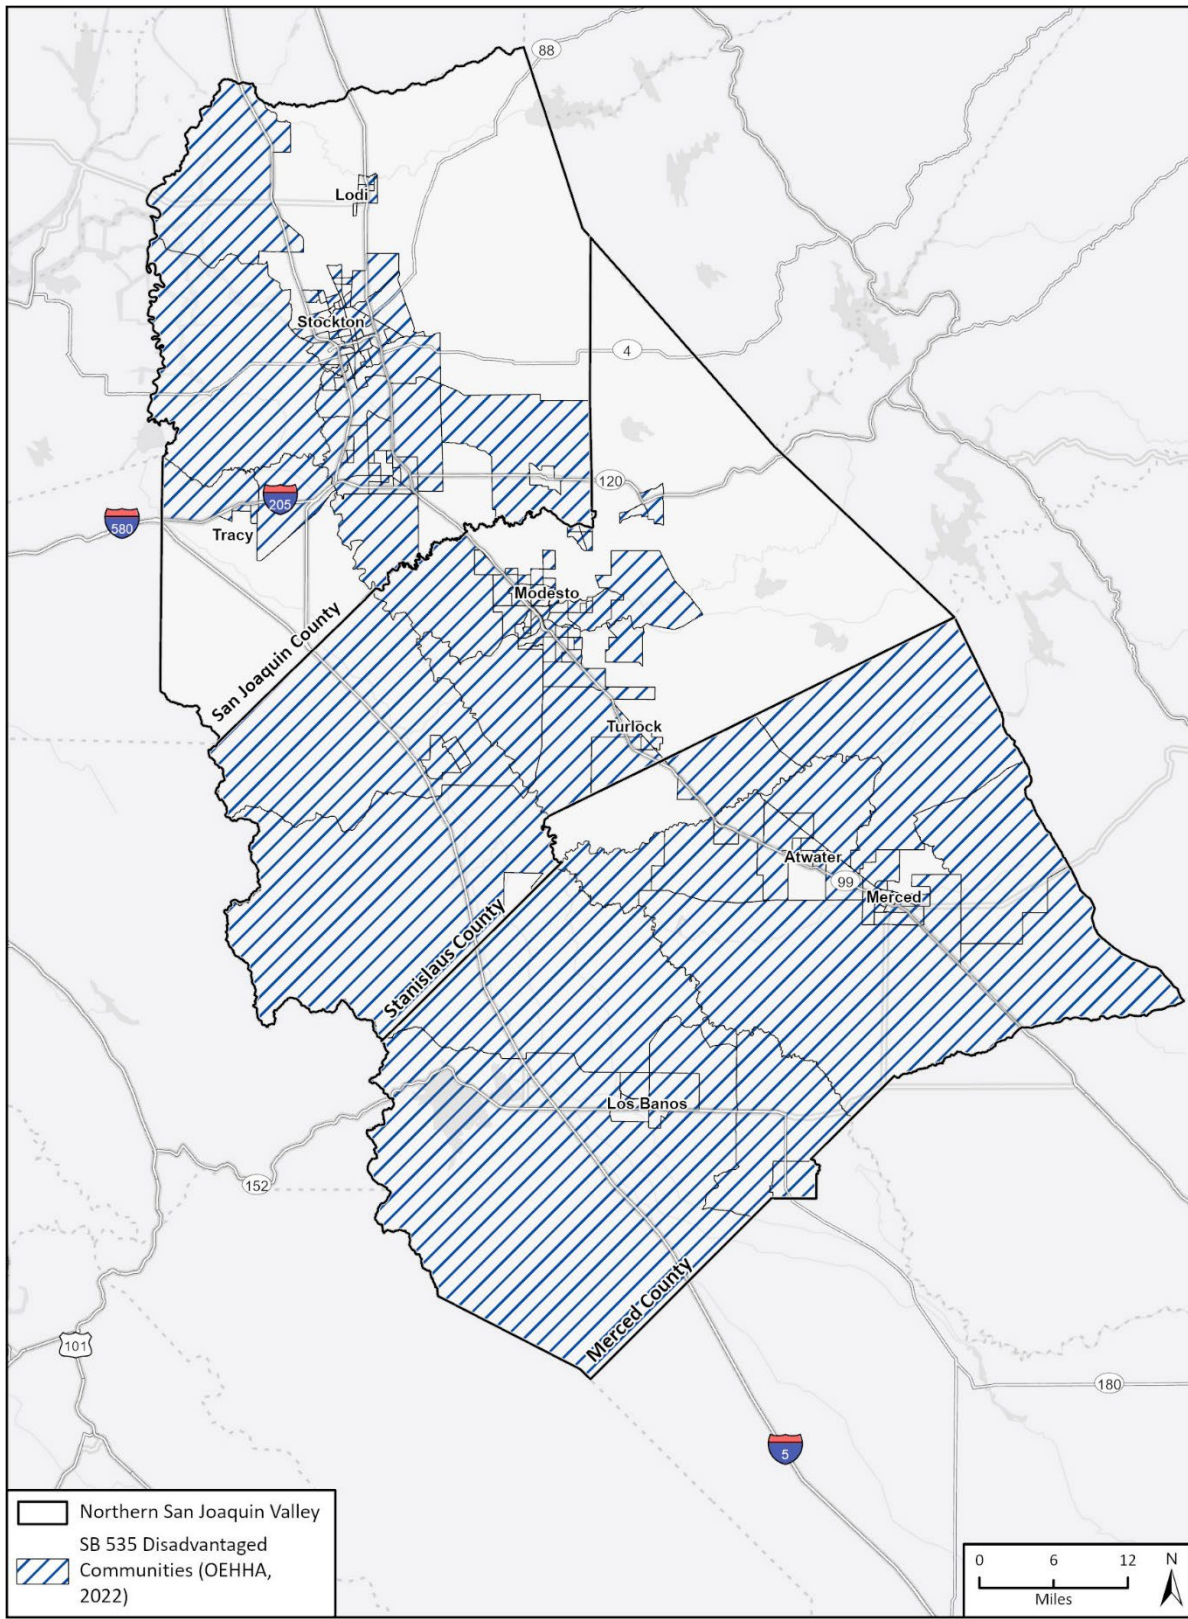 88
Lodi
Stockton
4
120
205
580
Tracy
Modesto
San Joaquin County
Turlock
Atwater
99
Merced
Stanislaus County
Los Banos
152
Merced County
101
180
5
Northern San Joaquin Valley
SB 535 Disadvantaged
Communities (OEHHA,
2022)
0 6 12
Miles
N